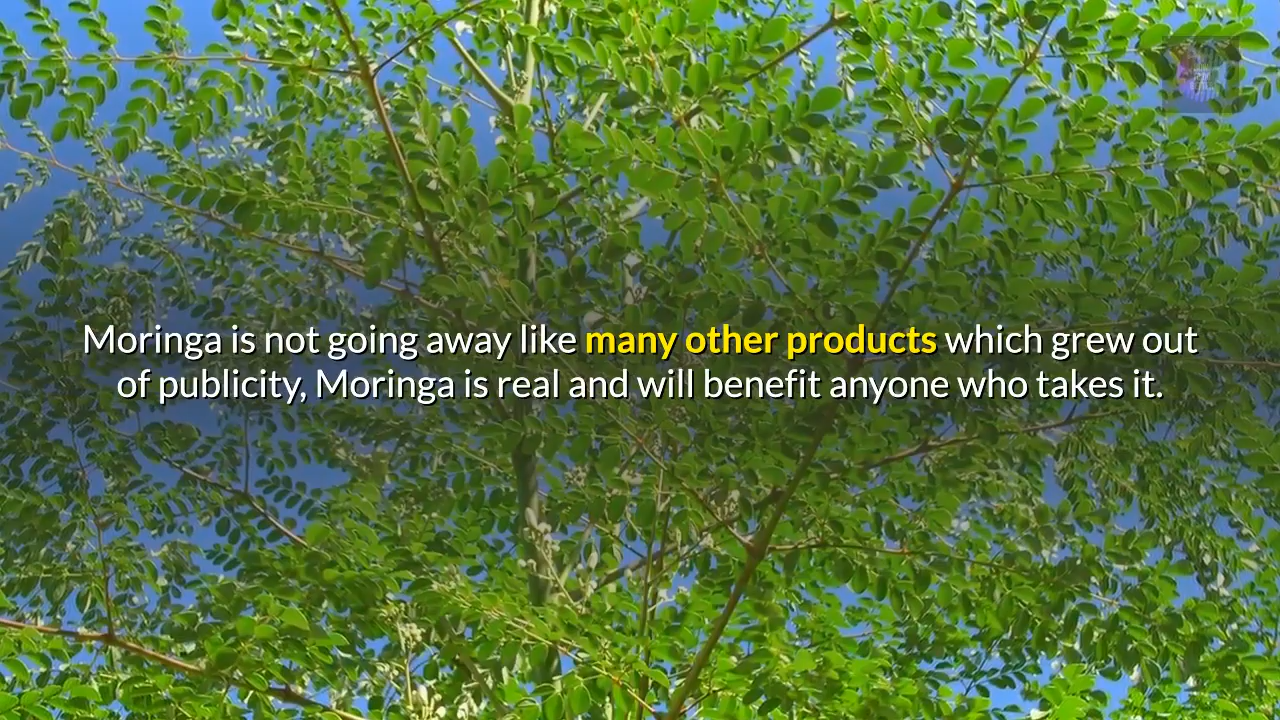 Moringa is not going away like many other products which grew out
of publicity, Moringa is real and will benefit anyone who takes it.